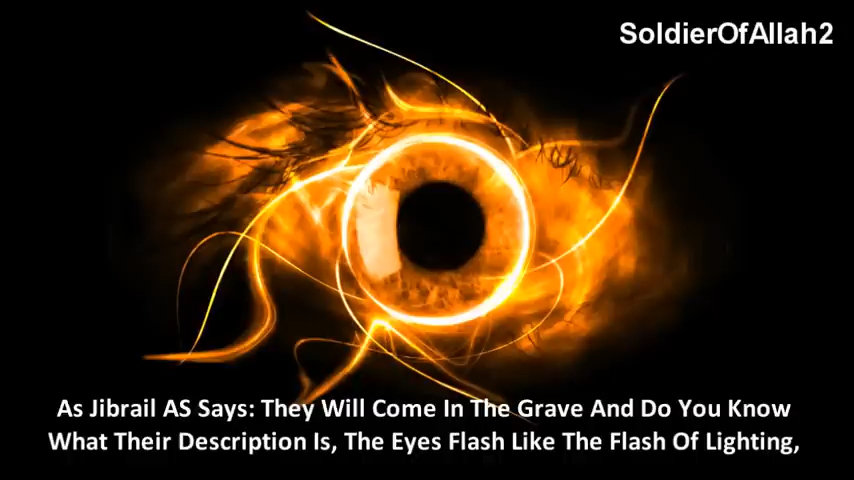 SoldierOfAllah2
As Jibrail AS Says: They Will Come In The Grave And Do You Know
What Their Description Is, The Eyes Flash Like The Flash Of Lighting,